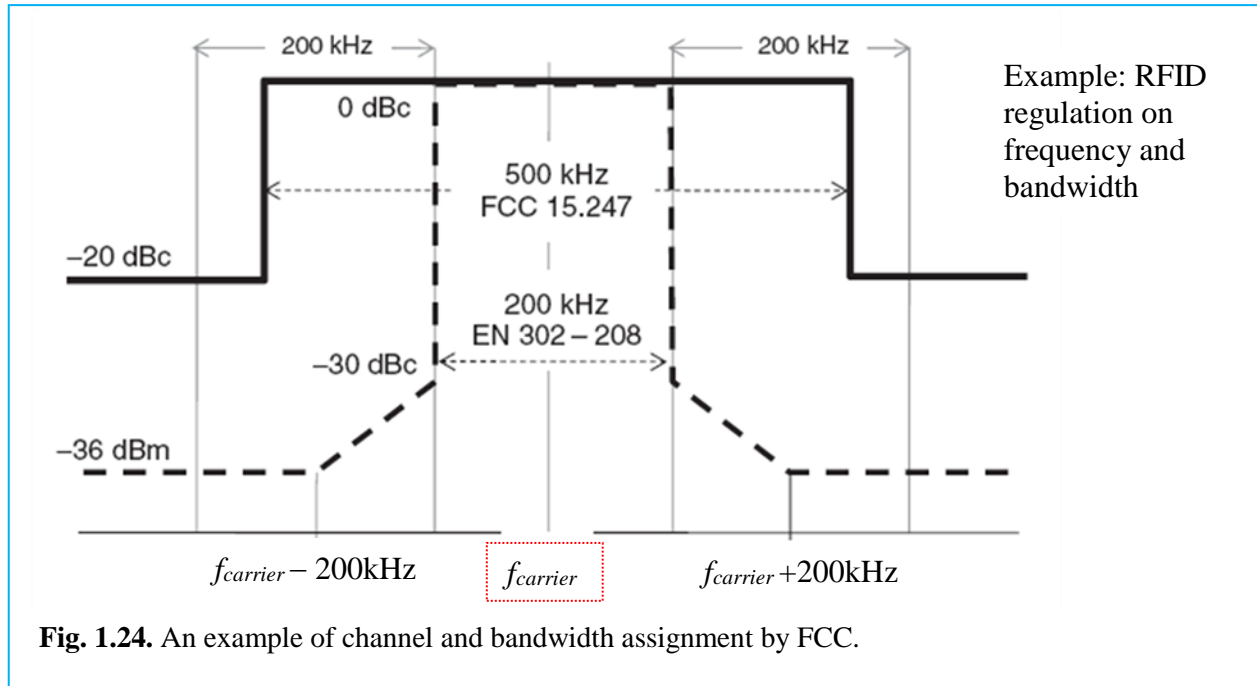 200 kHz
200 kHz
Example: RFID
regulation on
frequency and
bandwidth
0 dBc
500 kHz
FCC 15.247
−20 dBc
200 kHz
EN 302 – 208
−30 dBc
−36 dBm
fcarrier – 200kHz
fcarrier
fcarrier +200kHz
Fig. 1.24. An example of channel and bandwidth assignment by FCC.